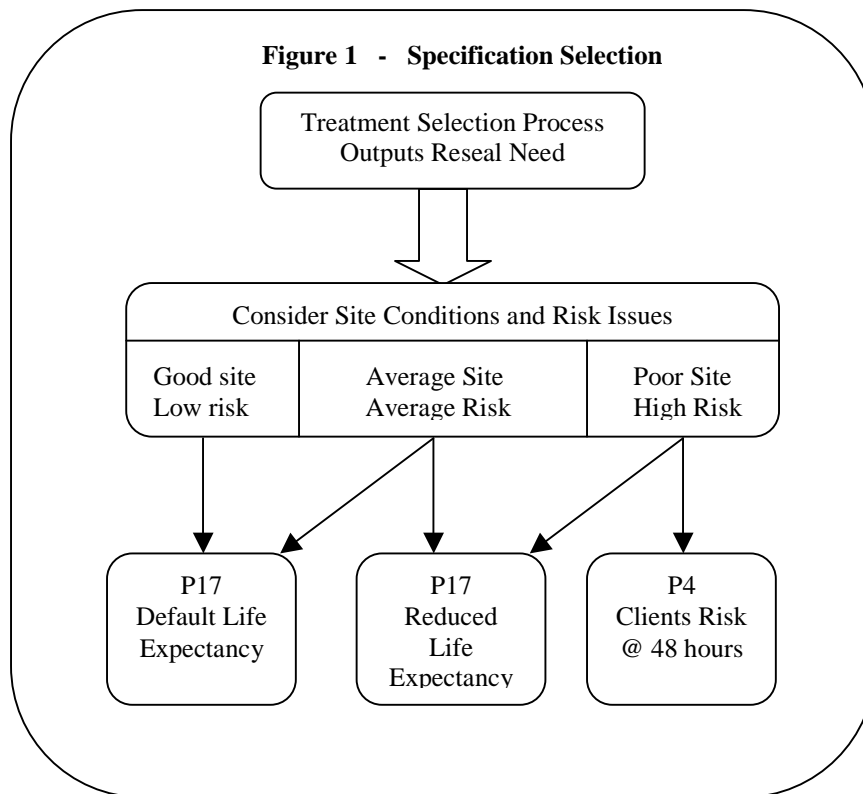 Figure 1 - Specification Selection
Treatment Selection Process
Outputs Reseal Need
Consider Site Conditions and Risk Issues
Good site
Low risk
Average Site
Average Risk
Poor Site
High Risk
P17
Default Life
Expectancy
P17
Reduced
Life
Expectancy
P4
Clients Risk
@ 48 hours